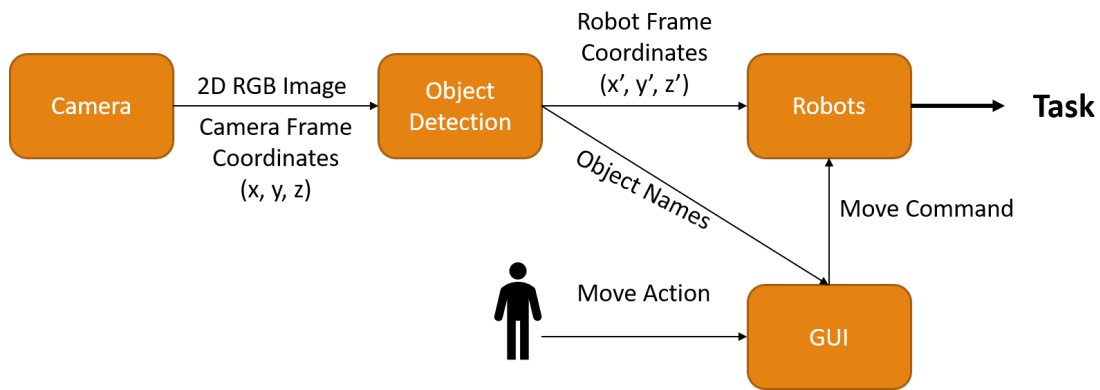 Camera
2D RGB Image
Camera Frame
Coordinates
(x, y, z)
Object
Detection
Robot Frame
Coordinates
(x’, y’, z’)
Robots
Task
Object Names
Move Command
Move Action
GUI